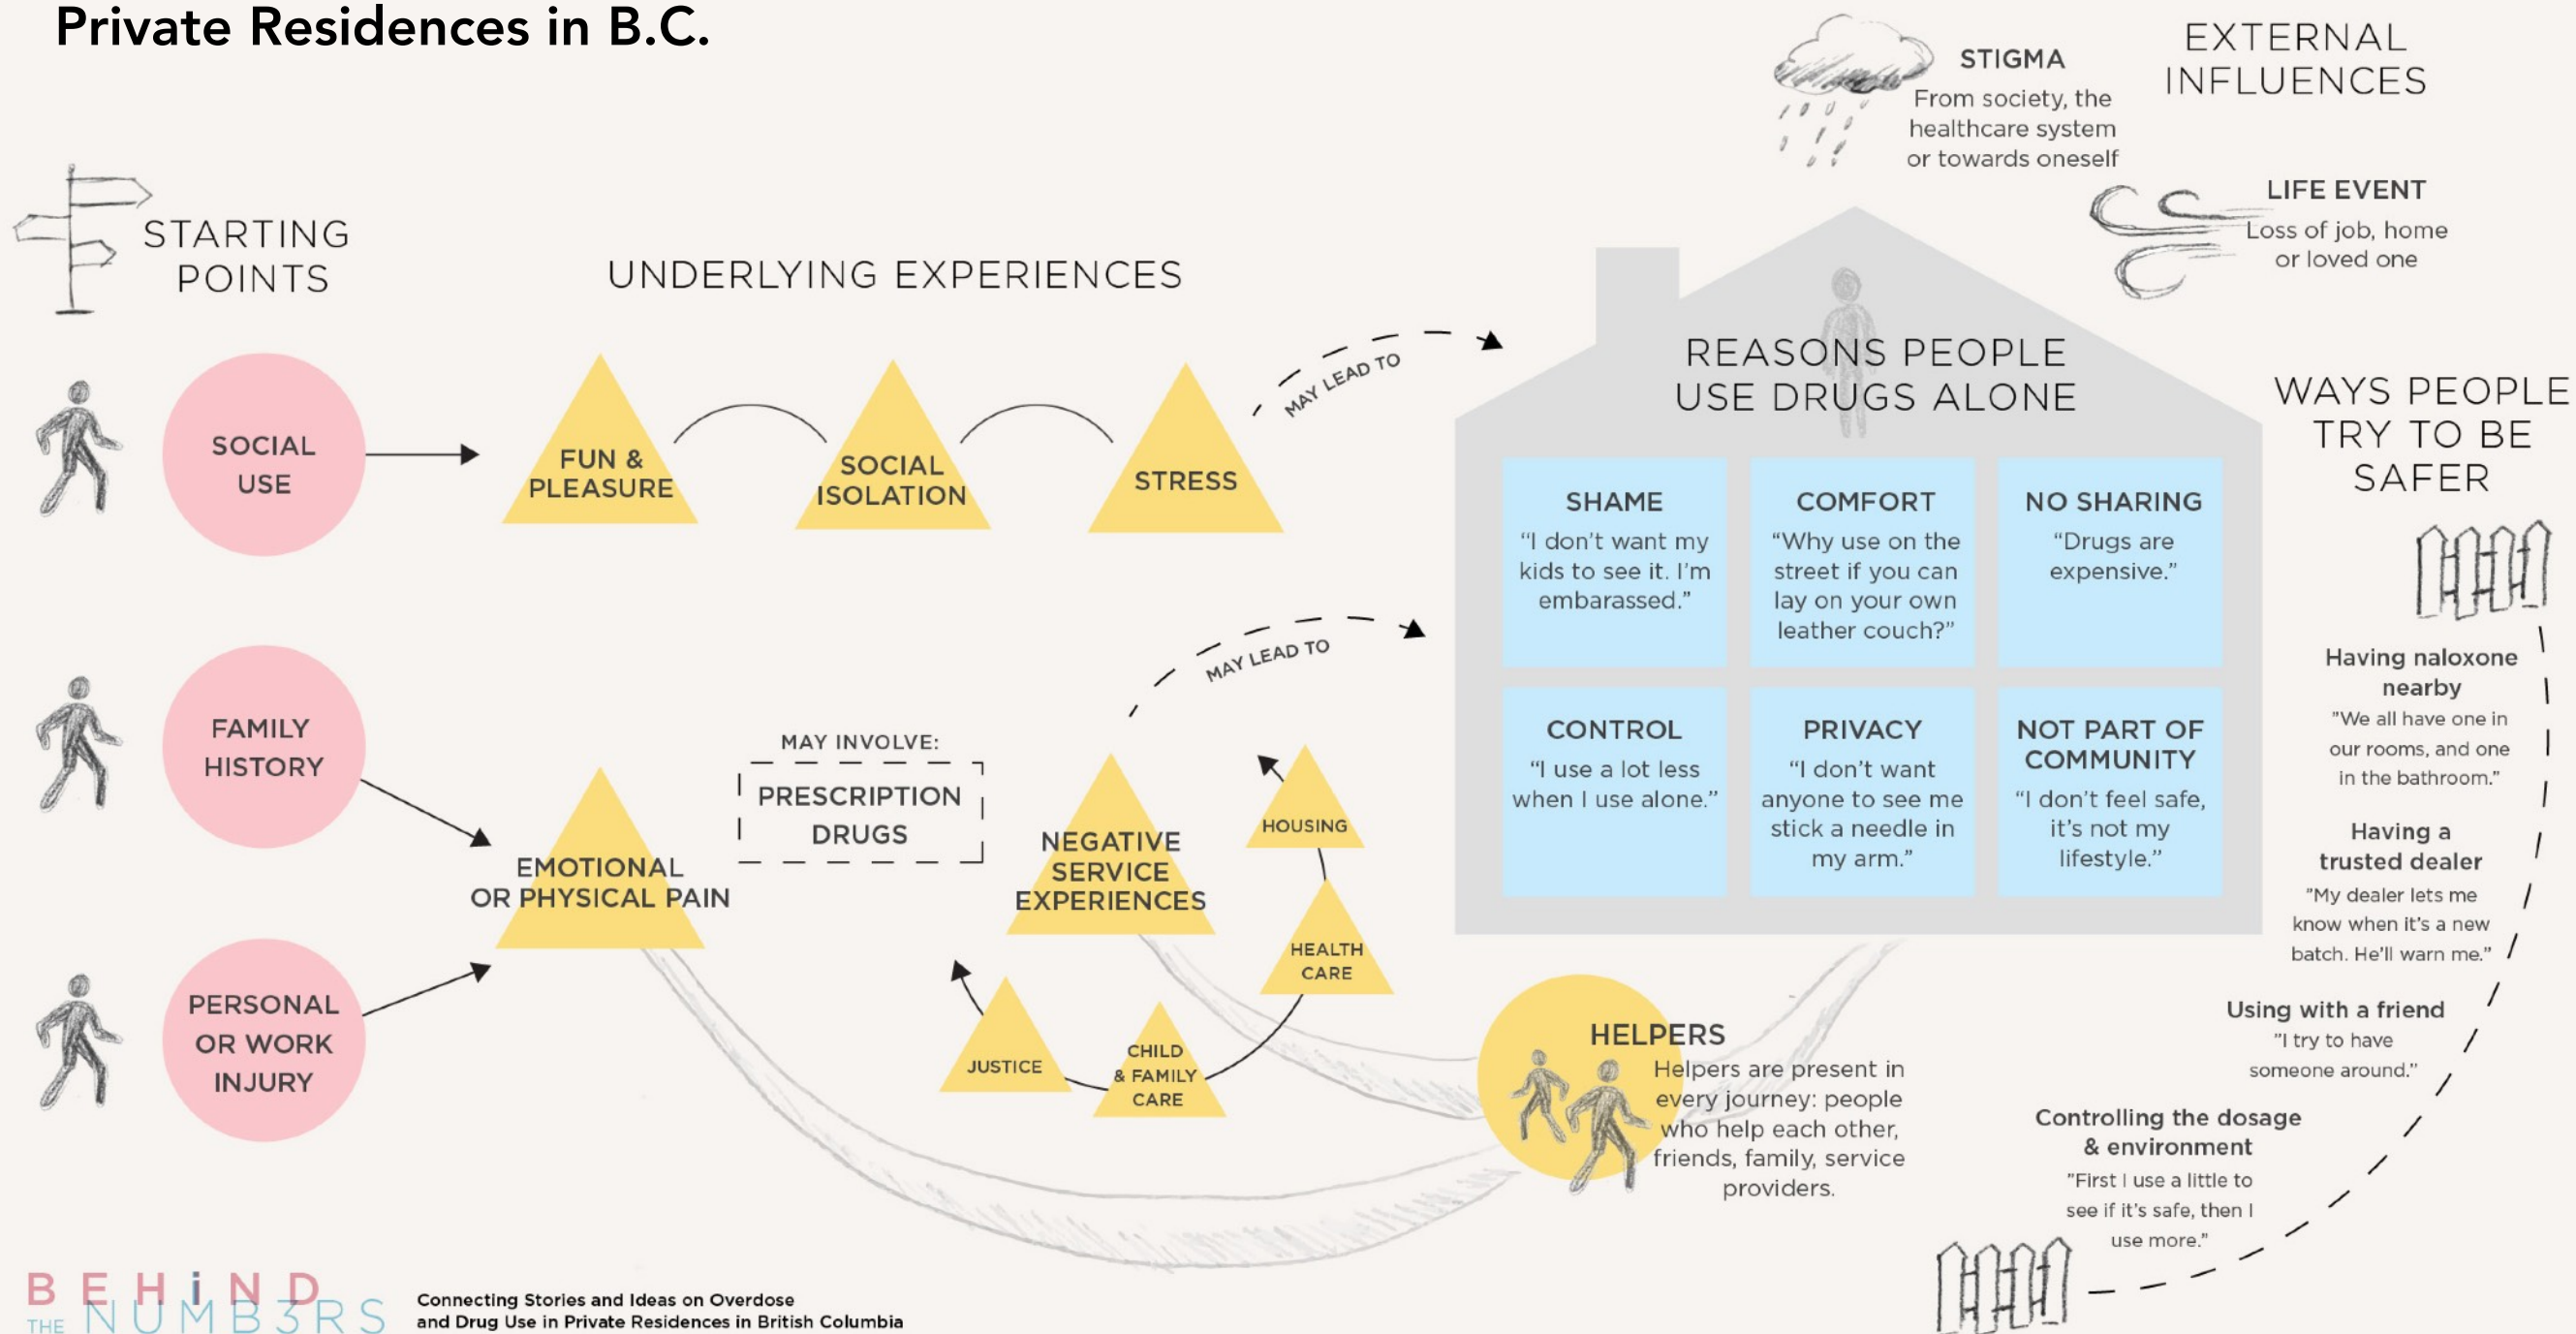 Private Residences in B.C.
STARTING
POINTS
SOCIAL
USE
FAMILY
HISTORY
PERSONAL
OR WORK
INJURY
UNDERLYING EXPERIENCES
FUN &
PLEASURE
SOCIAL
ISOLATION
STRESS
MAY LEAD TO
EMOTIONAL
OR PHYSICAL PAIN
MAY INVOLVE:
PRESCRIPTION
DRUGS
NEGATIVE
SERVICE
EXPERIENCES
MAY LEAD TO
HOUSING
HEALTH
CARE
CHILD
& FAMILY
CARE
JUSTICE
EXTERNAL
INFLUENCES
STIGMA
From society, the
healthcare system
or towards oneself
LIFE EVENT
Loss of job, home
or loved one
REASONS PEOPLE
USE DRUGS ALONE
SHAME
“I don’t want my
kids to see it. I’m
embarassed.”
COMFORT
“Why use on the
street if you can
lay on your own
leather couch?”
NO SHARING
“Drugs are
expensive.”
CONTROL
“I use a lot less
when I use alone.”
PRIVACY
“I don’t want
anyone to see me
stick a needle in
my arm.”
NOT PART OF
COMMUNITY
“I don’t feel safe,
it’s not my
lifestyle.”
HELPERS
Helpers are present in
every journey: people
who help each other,
friends, family, service
providers.
WAYS PEOPLE
TRY TO BE
SAFER
Having naloxone
nearby
"We all have one in
our rooms, and one
in the bathroom.”
Having a
trusted dealer
"My dealer lets me
know when it’s a new
batch. He’ll warn me.”
Using with a friend
"I try to have
someone around.”
Controlling the dosage
& environment
"First I use a little to
see if it’s safe, then I
use more.”
BEHiND
THE NUMB3RS
Connecting Stories and Ideas on Overdose
and Drug Use in Private Residences in British Columbia